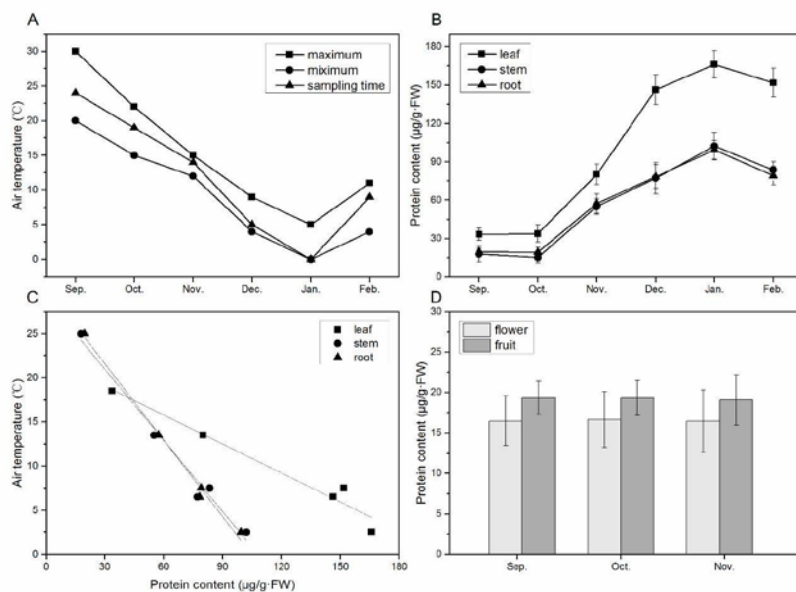 A
maximum
miximum
sampling time
Air temperature (℃)
30
25
20
15
10
5
0
Sep.
Oct.
Nov.
Dec.
Jan.
Feb.
B
leaf
stem
root
Protein content (μg/g·FW)
180
150
120
90
60
30
0
Sep.
Oct.
Nov.
Dec.
Jan.
Feb.
C
leaf
stem
root
Air temperature (℃)
25
20
15
10
5
0
0
30
60
90
120
150
180
Protein content (μg/g·FW)
D
flower
fruit
Protein content (μg/g·FW)
30
25
20
15
10
5
0
Sep.
Oct.
Nov.